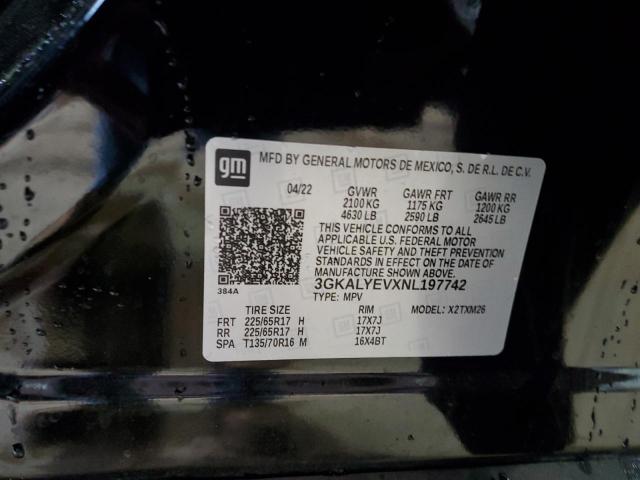 gm MFD BY GENERAL MOTORS DE MEXICO, S. DE R.L. DE C.V.
04/22 GVWR GAWR FRT GAWR RR
2100 KG 1175 KG 1200 KG
4630 LB 2590 LB 2645 LB
THIS VEHICLE CONFORMS TO ALL
APPLICABLE U.S. FEDERAL MOTOR
VEHICLE SAFETY AND THEFT PREVENTION
STANDARDS IN EFFECT ON THE DATE OF
MANUFACTURE SHOWN ABOVE.
384A 3GKALYEVXNL197742
TYPE: MPV
TIRE SIZE RIM MODEL: X2TXM26
FRT 225/65R17 H 17X7J
RR 225/65R17 H 17X7J
SPA T135/70R16 M 16X4BT